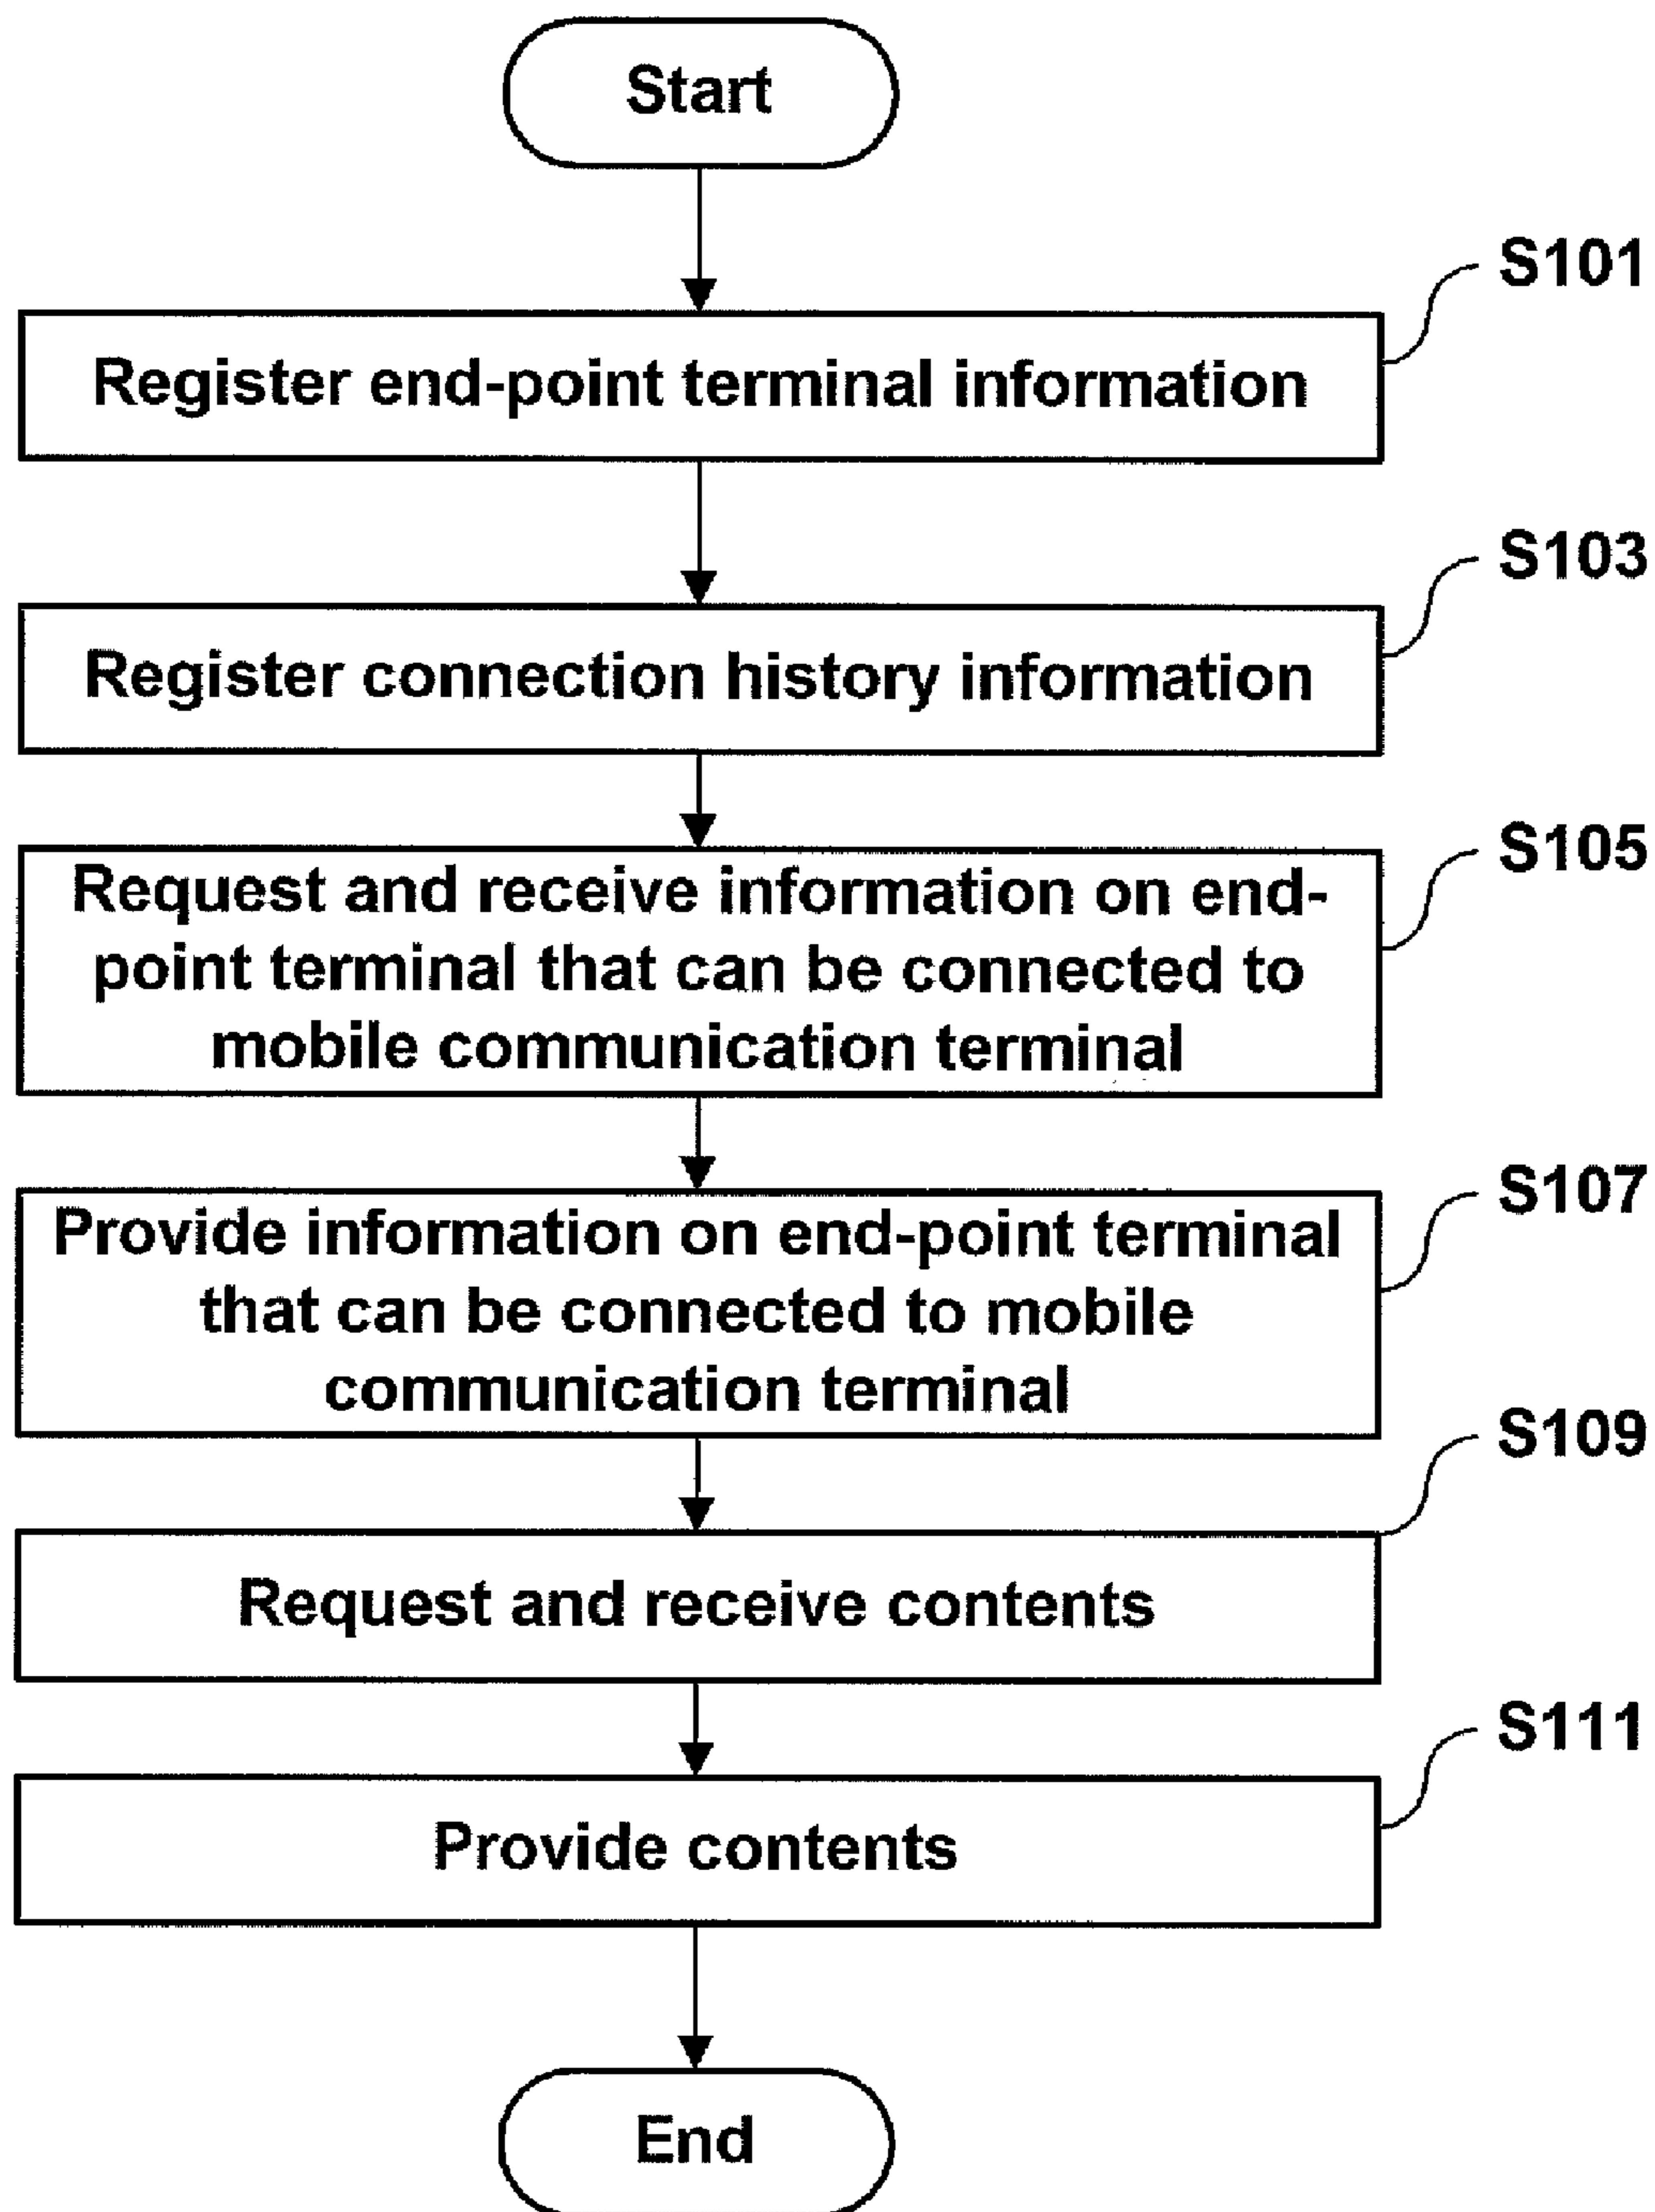 Start
S101
Register end-point terminal information
S103
Register connection history information
S105
Request and receive information on end-
point terminal that can be connected to
mobile communication terminal
S107
Provide information on end-point terminal
that can be connected to mobile
communication terminal
S109
Request and receive contents
S111
Provide contents
End